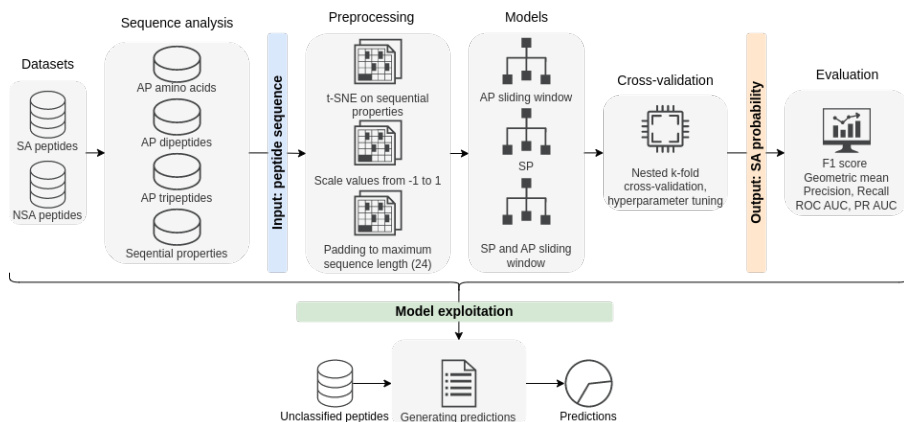 Datasets
SA peptides
NSA peptides
Sequence analysis
AP amino acids
AP dipeptides
AP tripeptides
Seqential properties
Input: peptide sequence
Preprocessing
t-SNE on sequential
properties
Scale values from -1 to 1
Padding to maximum
sequence length (24)
Models
AP sliding window
SP
SP and AP sliding
window
Cross-validation
Nested k-fold
cross-validation,
hyperparameter tuning
Output: SA probability
Evaluation
F1 score
Geometric mean
Precision, Recall
ROC AUC, PR AUC
Model exploitation
Unclassified peptides
Generating predictions
Predictions